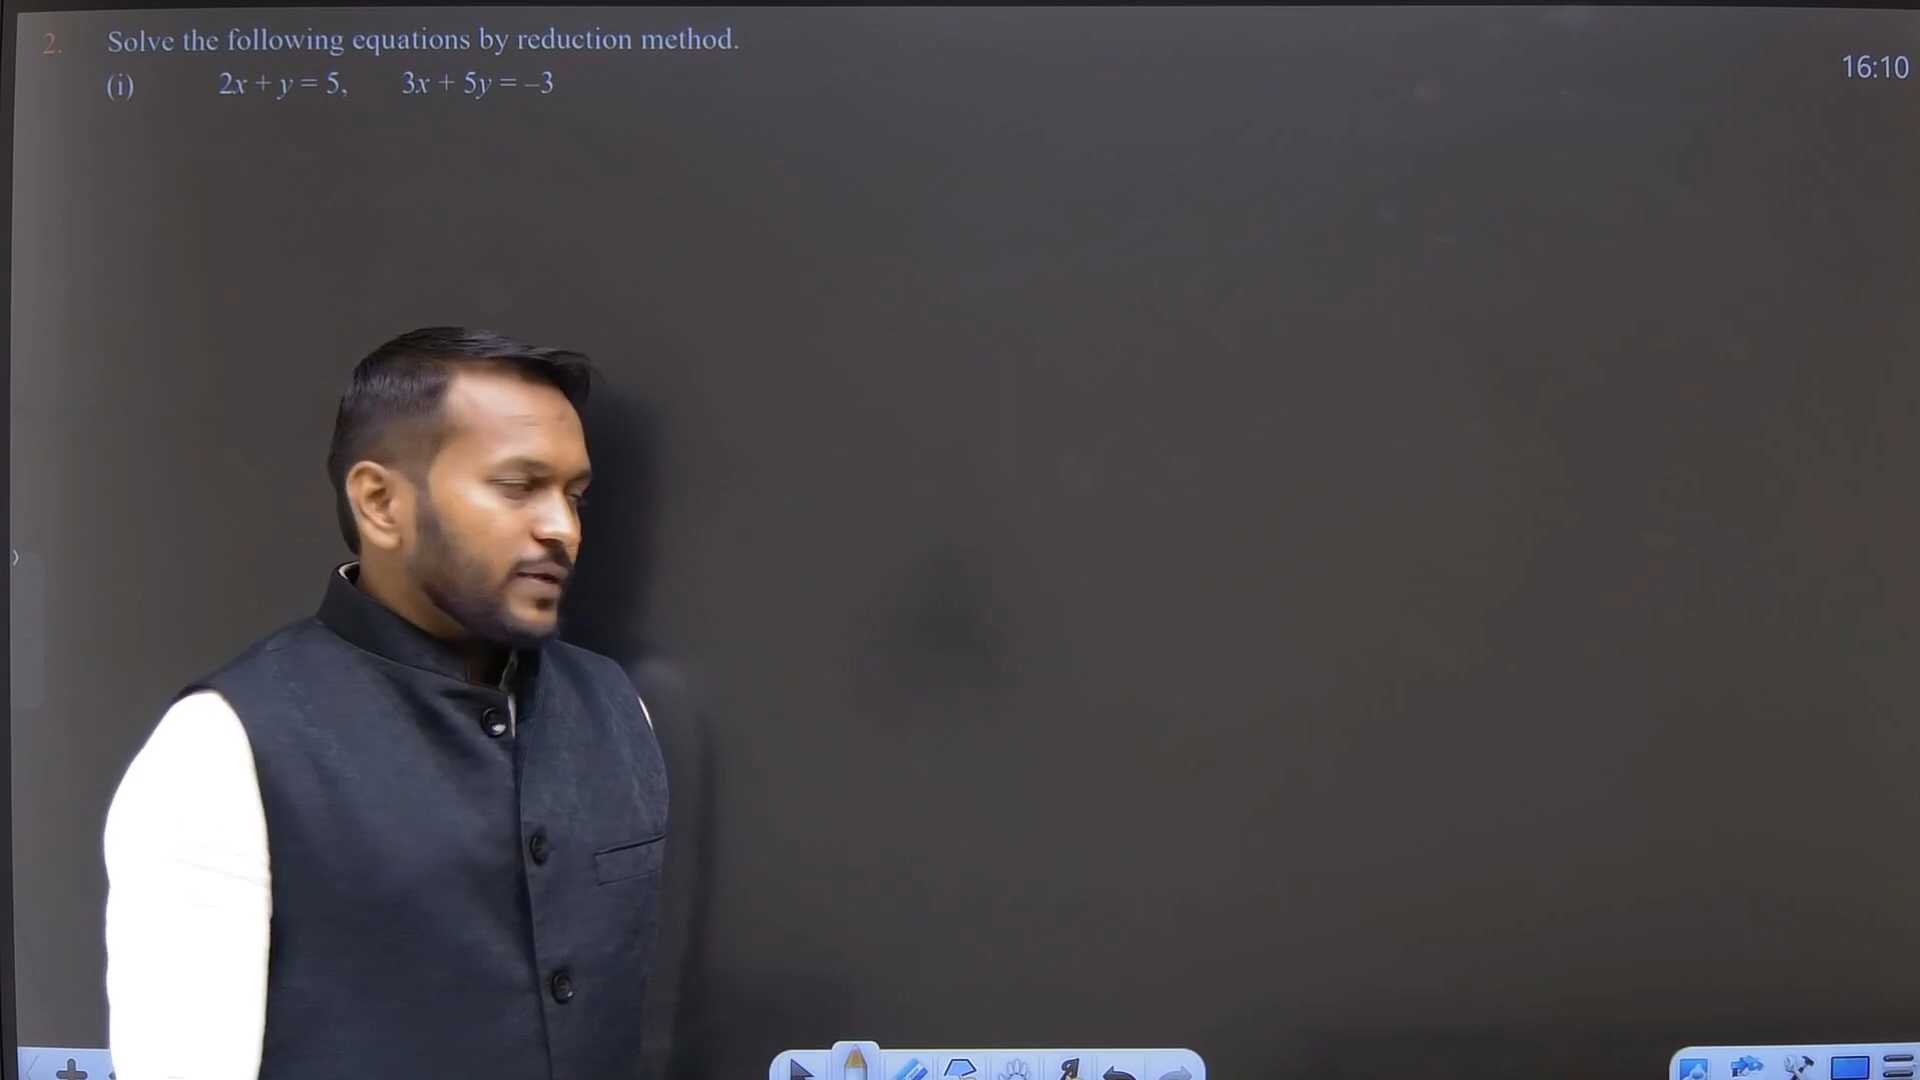 2. Solve the following equations by reduction method.
(i) 2x + y = 5, 3x + 5y = –3
16:10